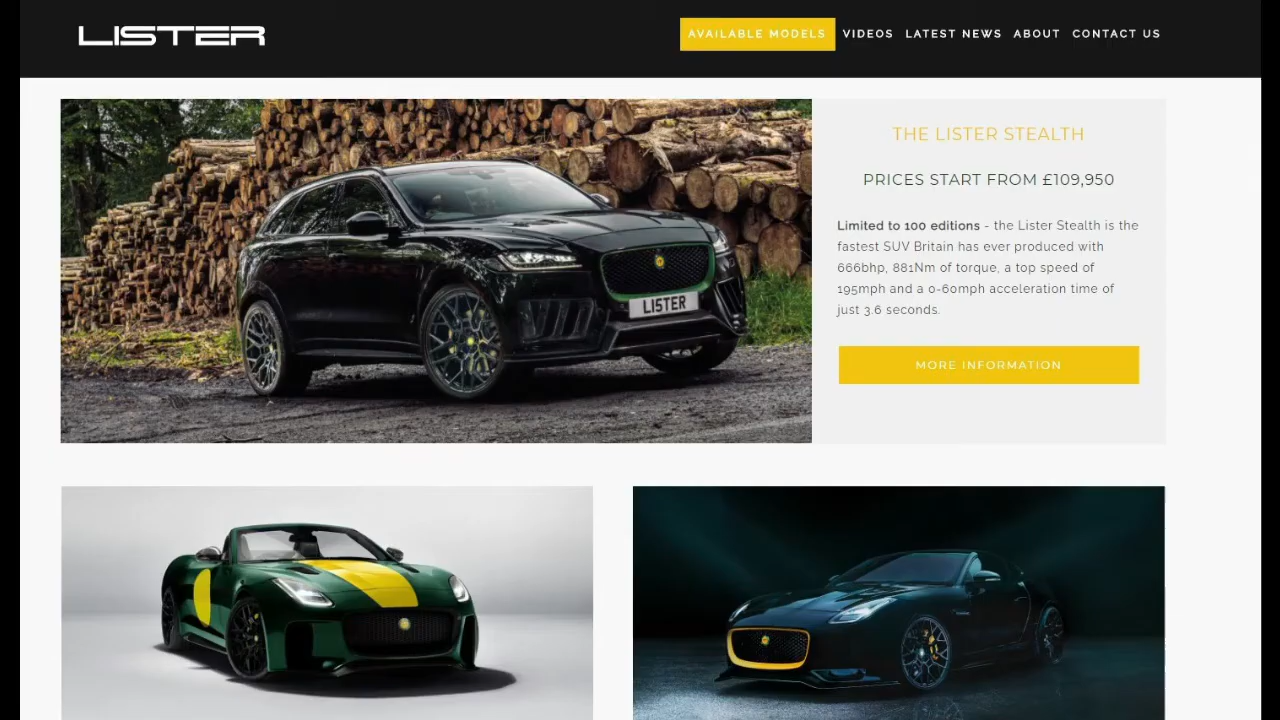 LISTER
AVAILABLE MODELS VIDEOS LATEST NEWS ABOUT CONTACT US
THE LISTER STEALTH
PRICES START FROM £109,950
Limited to 100 editions - the Lister Stealth is the
fastest SUV Britain has ever produced with
666bhp, 881Nm of torque, a top speed of
195mph and a 0-60mph acceleration time of
just 3.6 seconds.
MORE INFORMATION
L15TER